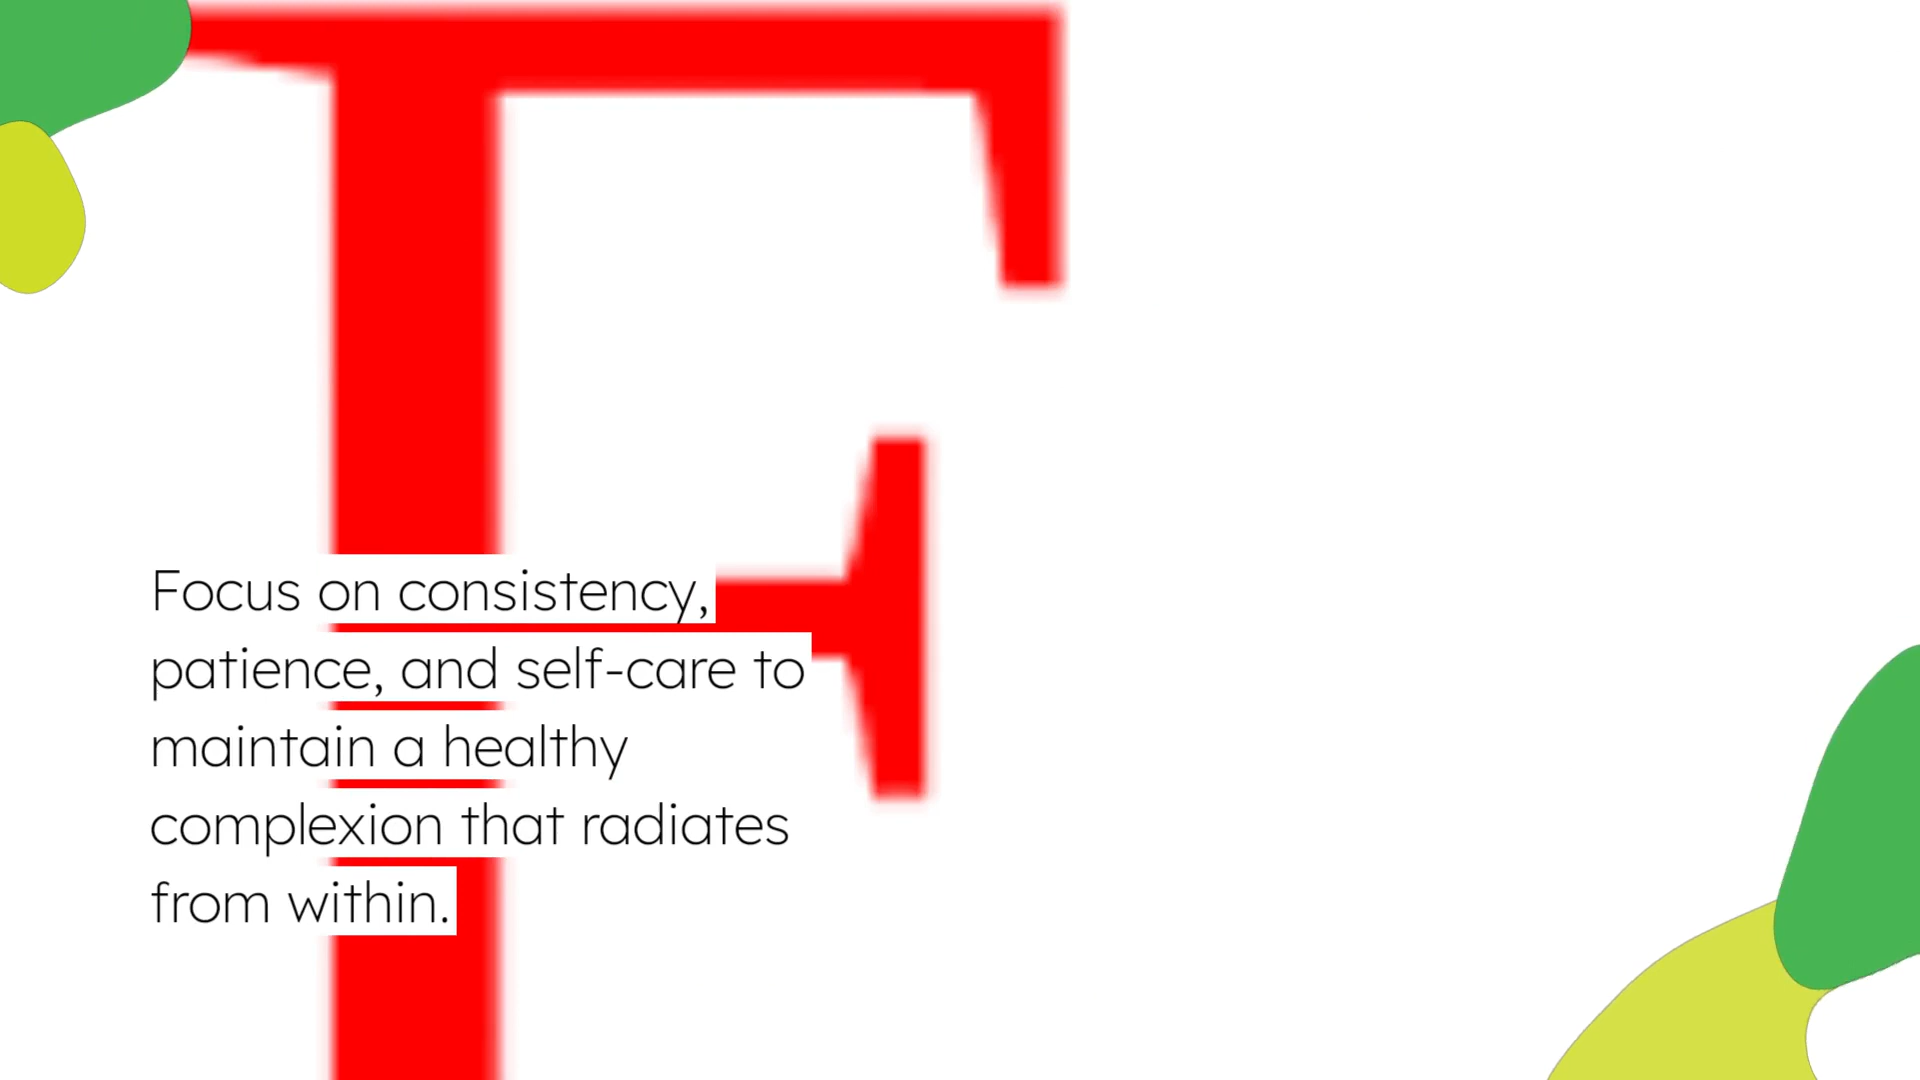 F
Focus on consistency,
patience, and self-care to
maintain a healthy
complexion that radiates
from within.